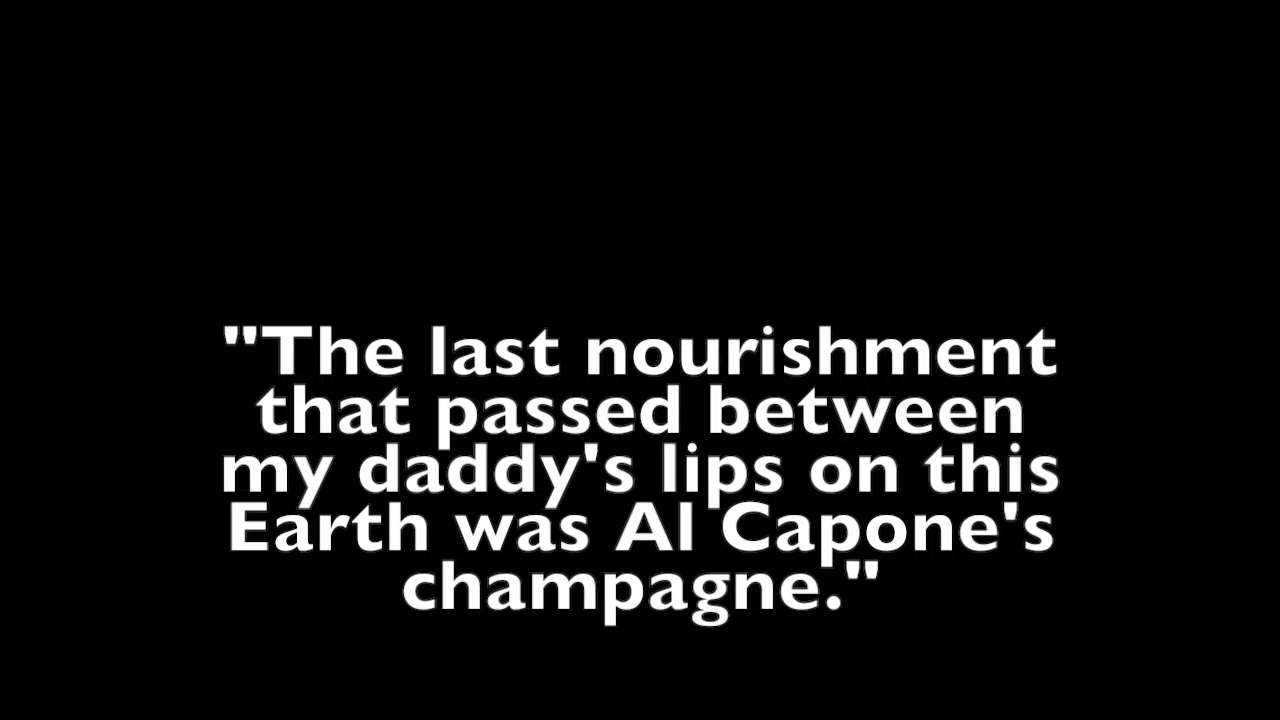 "The last nourishment
that passed between
my daddy's lips on this
Earth was Al Capone's
champagne."